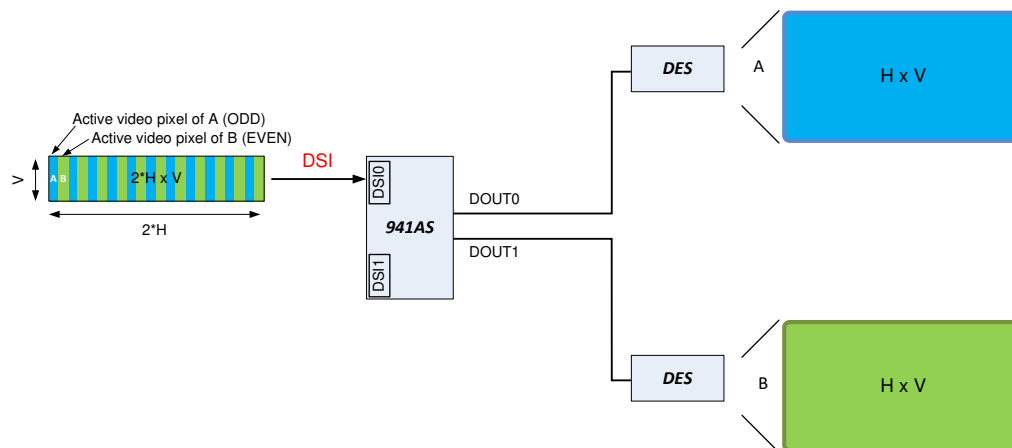 Active video pixel of A (ODD)
Active video pixel of B (EVEN)
V
A B
2*H x V
2*H
DSI
DSI0
DSI1
941AS
DOUT0
DOUT1
DES
A
H x V
DES
B
H x V